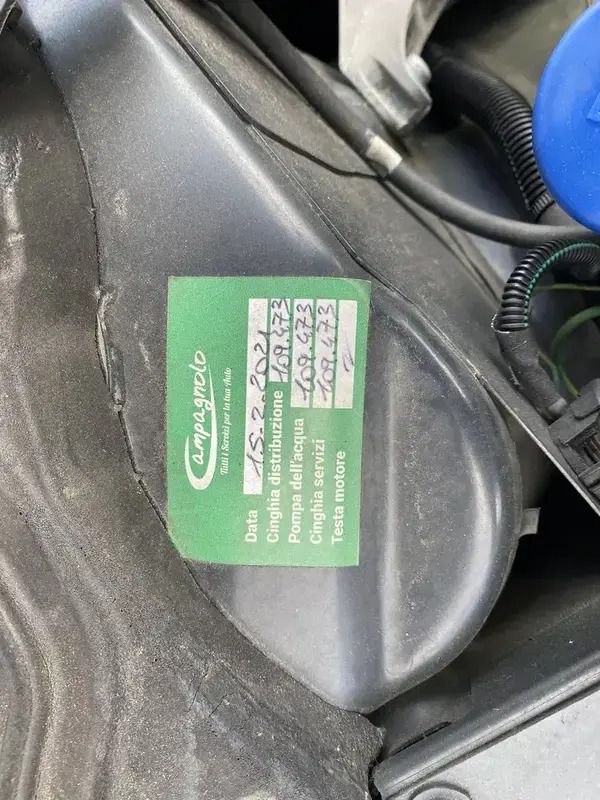 Campagnolo
Tutti i Servizi per la tua Auto
Data 15.2.2021
Cinghia distribuzione 109.473
Pompa dell'acqua 109.473
Cinghia servizi 109.473
Testa motore